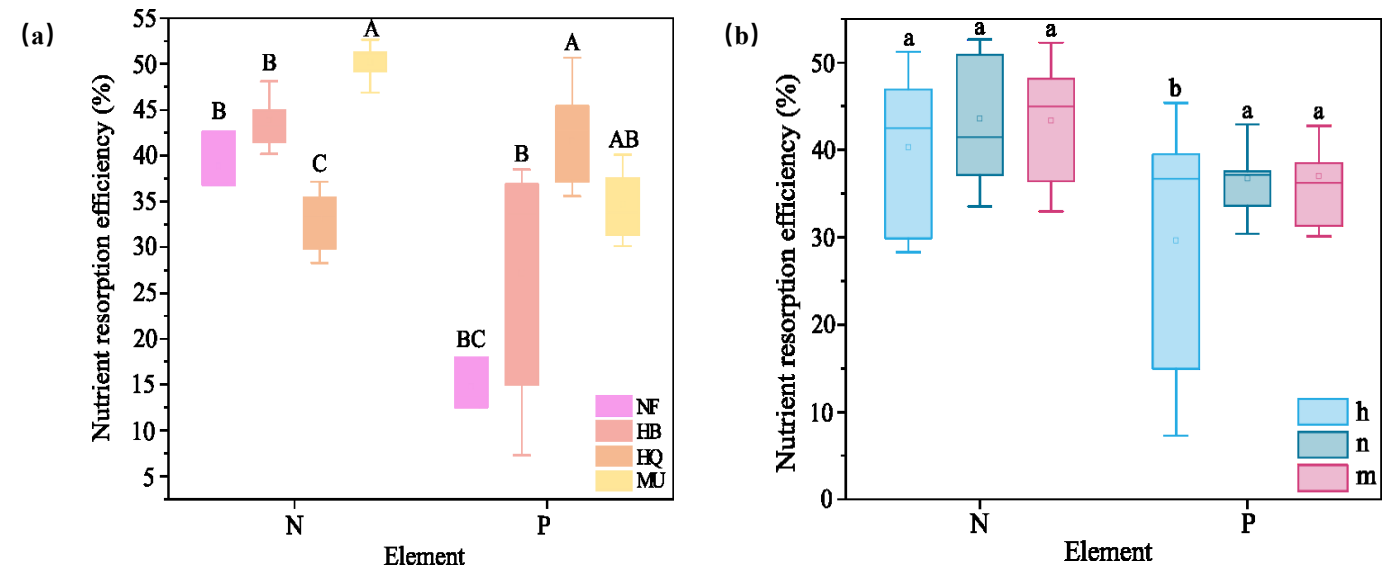 (a)
Nutrient resorption efficiency (%)
55
50
45
40
35
30
25
20
15
10
5
B
B
C
A
BC
B
A
AB
NF
HB
HQ
MU
N
P
Element
(b)
Nutrient resorption efficiency (%)
50
40
30
20
10
0
a
a
a
b
a
a
h
n
m
N
P
Element